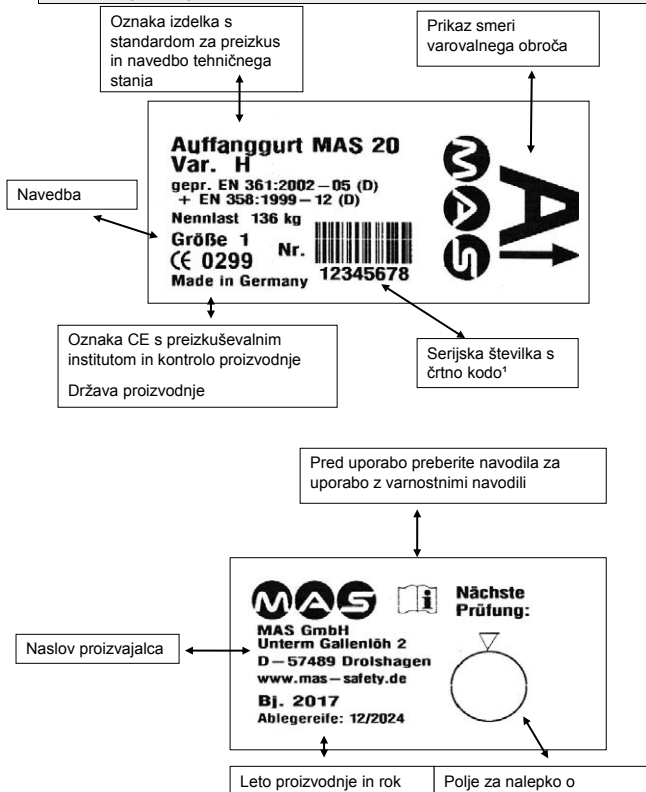 Oznaka izdelka s
standardom za preizkus
in navedbo tehničnega
stanja
Prikaz smeri
varovalnega obroča
Auffanggurt MAS 20
Var. H
gepr. EN 361:2002–05 (D)
+ EN 358:1999–12 (D)
Nennlast 136 kg
Größe 1
CE 0299
Nr.
12345678
Made in Germany
MAS
A
Navedba
Oznaka CE s preizkuševalnim
institutom in kontrolo proizvodnje
Država proizvodnje
Serijska številka s
črtno kodo¹
Pred uporabo preberite navodila za
uporabo z varnostnimi navodili
MAS
i
Nächste
Prüfung:
MAS GmbH
Unterm Gallenlöh 2
D–57489 Drolshagen
www.mas–safety.de
Bj. 2017
Ablegereife: 12/2024
Naslov proizvajalca
Leto proizvodnje in rok
Polje za nalepko o